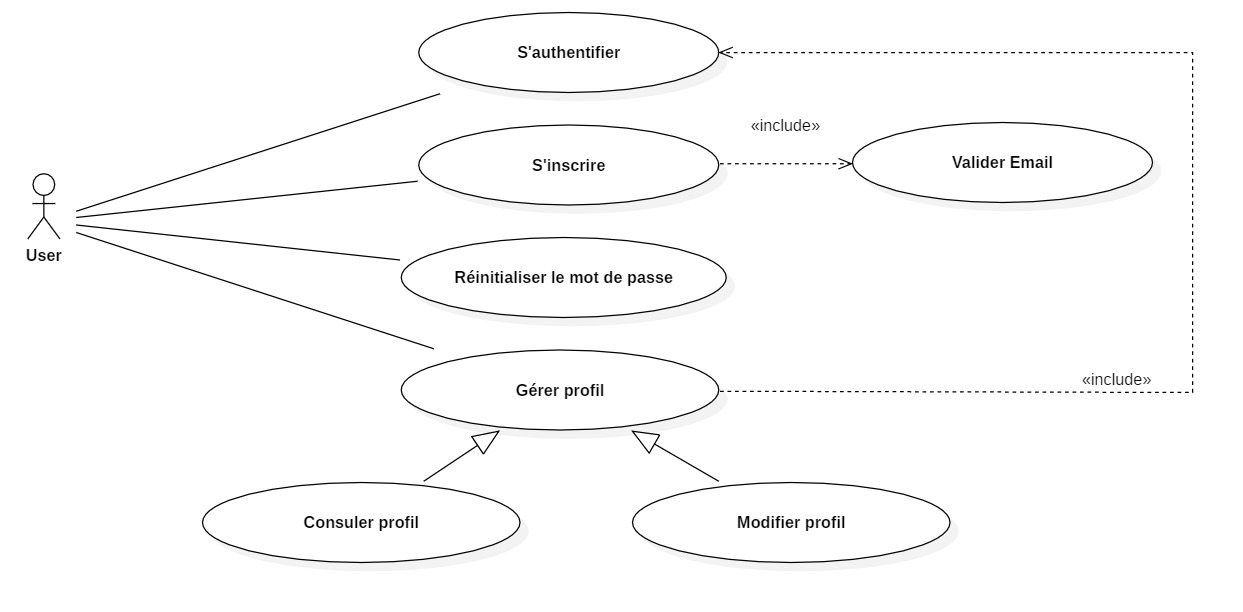 S'authentifier
«include»
S'inscrire
Valider Email
User
Réinitialiser le mot de passe
«include»
Gérer profil
Consuler profil
Modifier profil